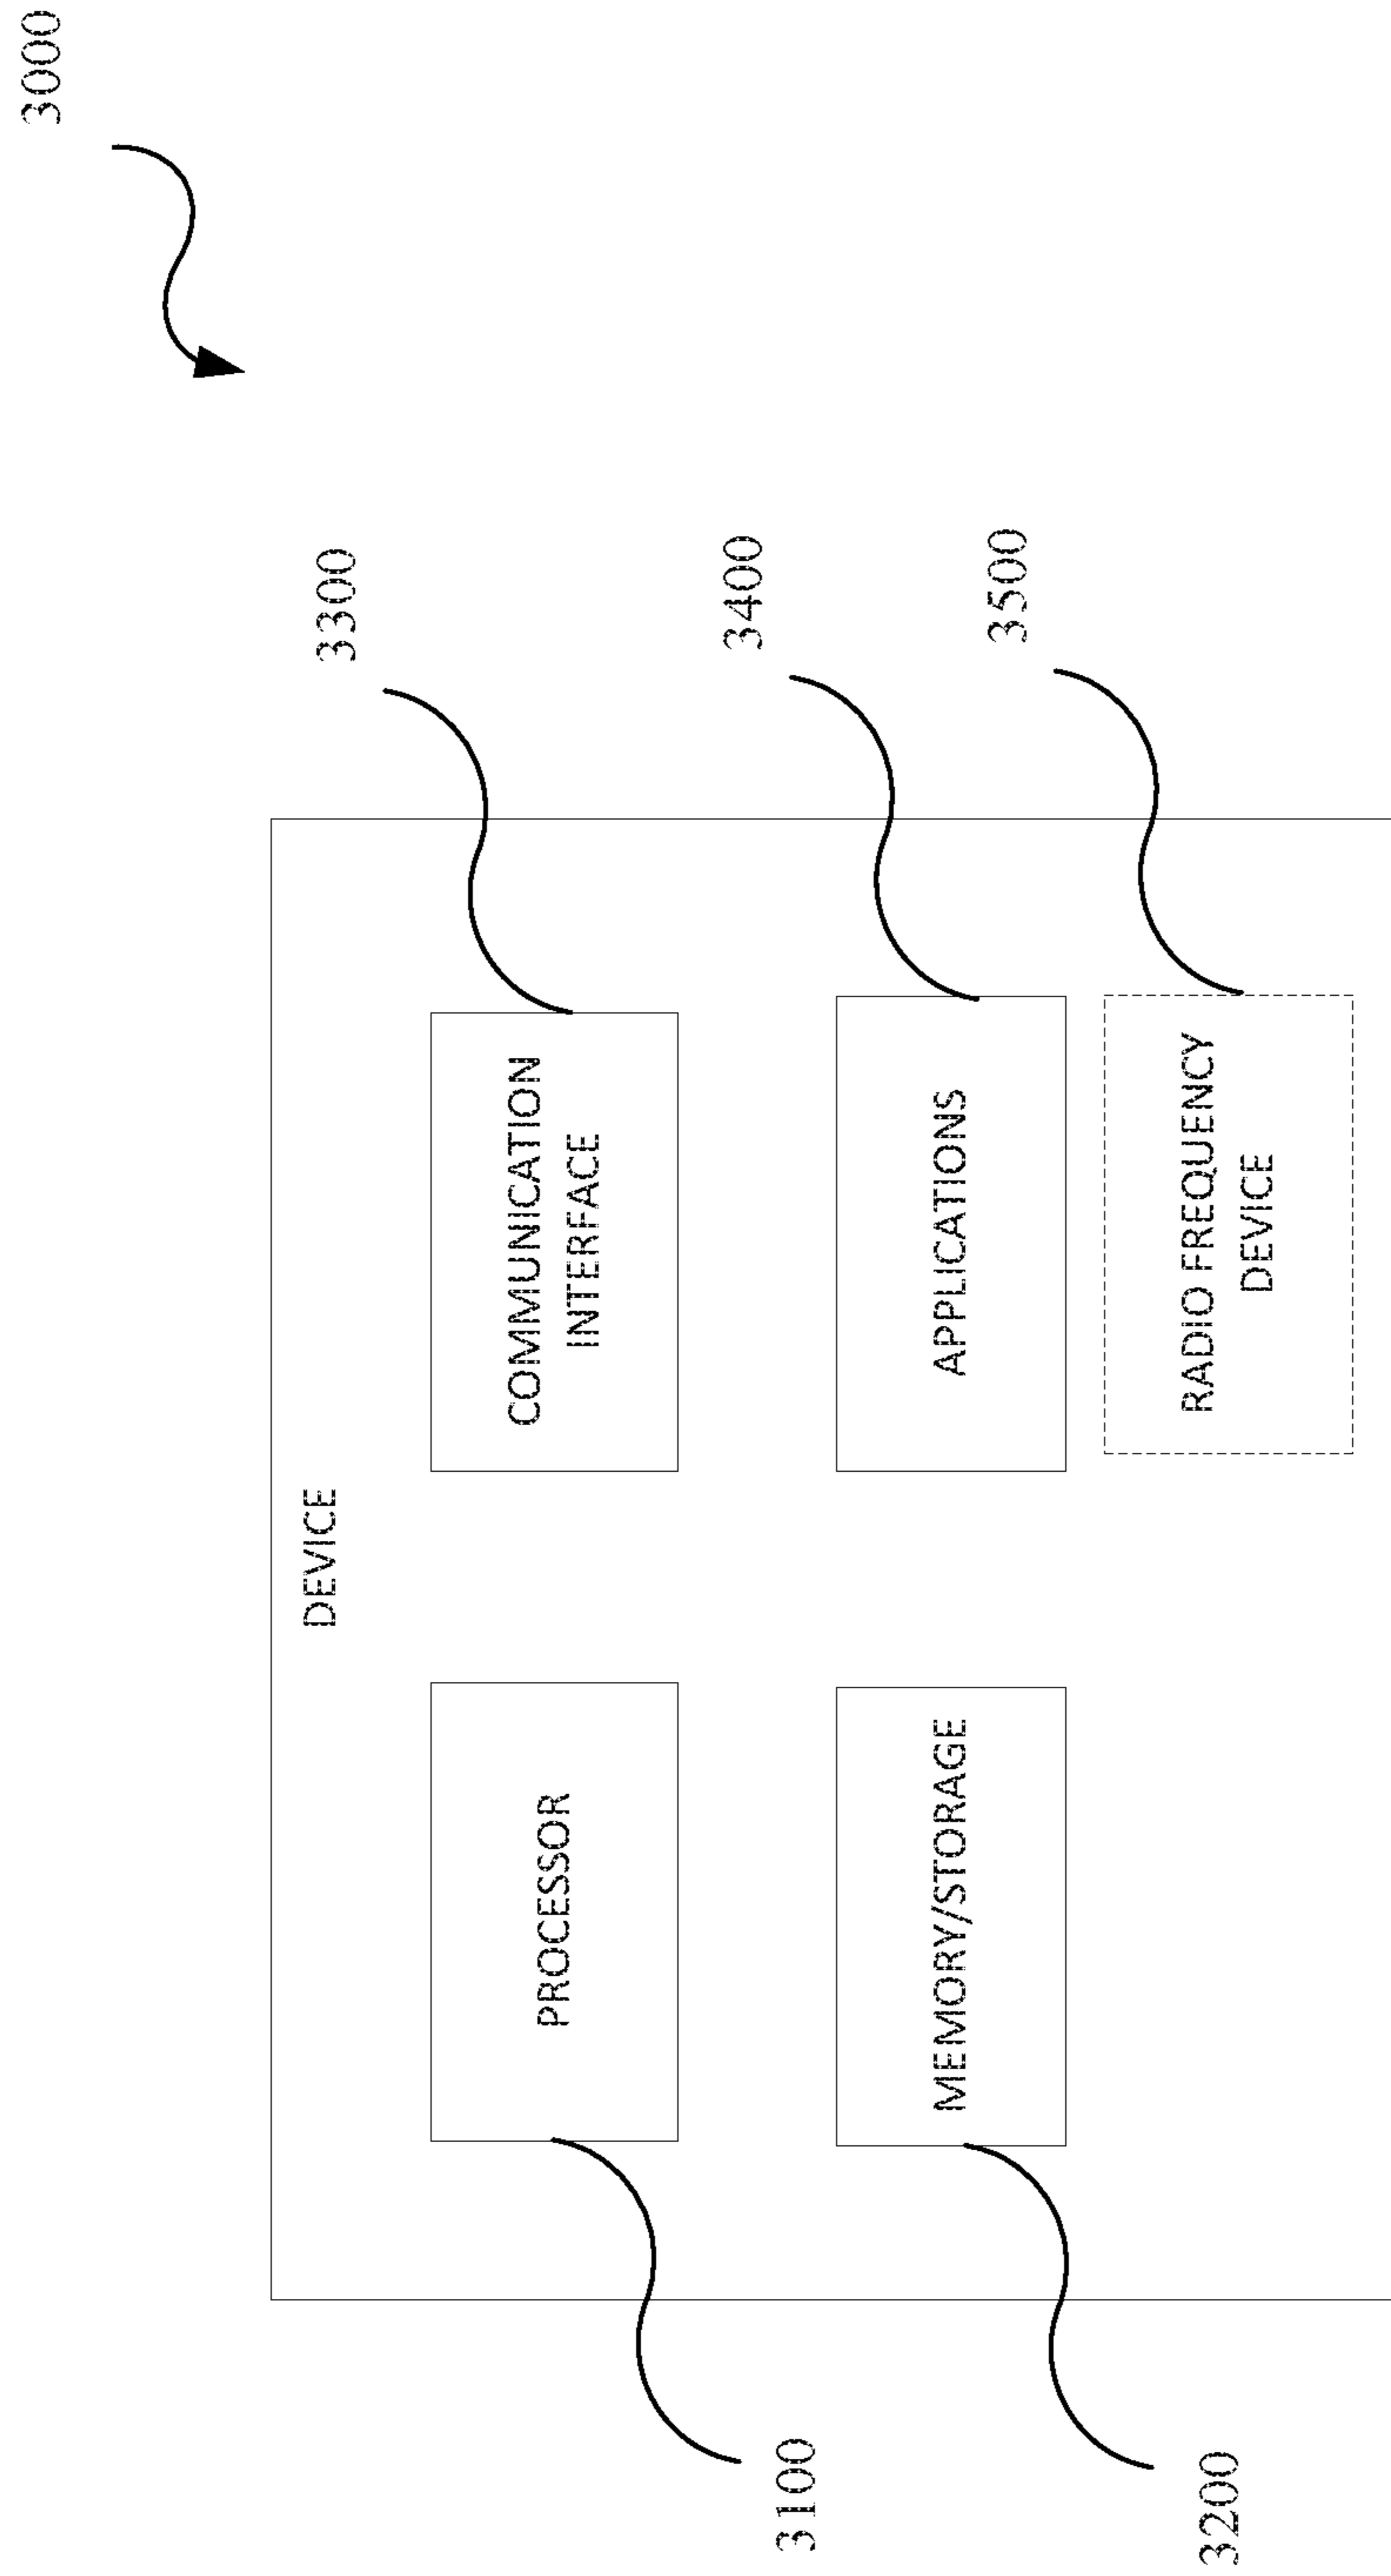 3000
DEVICE
3300
PROCESSOR
COMMUNICATION
INTERFACE
3100
3400
MEMORY/STORAGE
APPLICATIONS
3200
3500
RADIO FREQUENCY
DEVICE